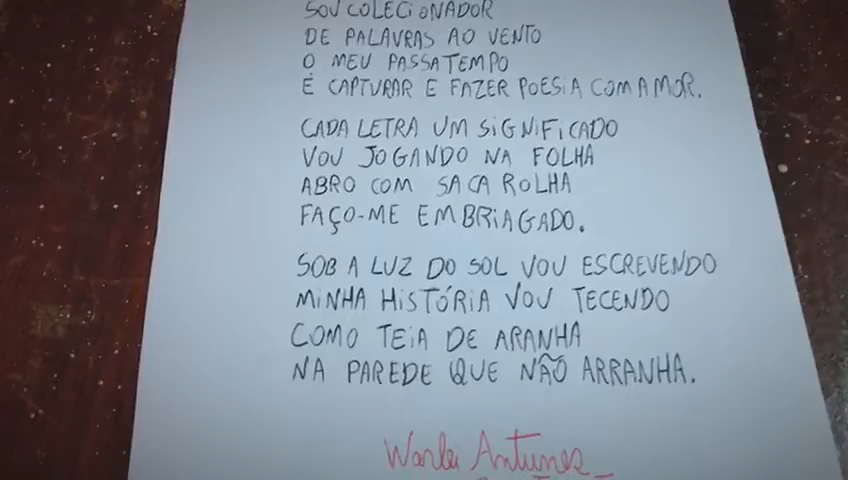 SOU COLECIONADOR
DE PALAVRAS AO VENTO
O MEU PASSATEMPO
É CAPTURAR E FAZER POESIA COM AMOR.
CADA LETRA UM SIGNIFICADO
VOU JOGANDO NA FOLHA
ABRO COM SACA ROLHA
FAÇO-ME EMBRIAGADO.
SOB A LUZ DO SOL VOU ESCREVENDO
MINHA HISTÓRIA VOU TECENDO
COMO TEIA DE ARANHA
NA PAREDE QUE NÃO ARRANHA.
Warlei Antunes